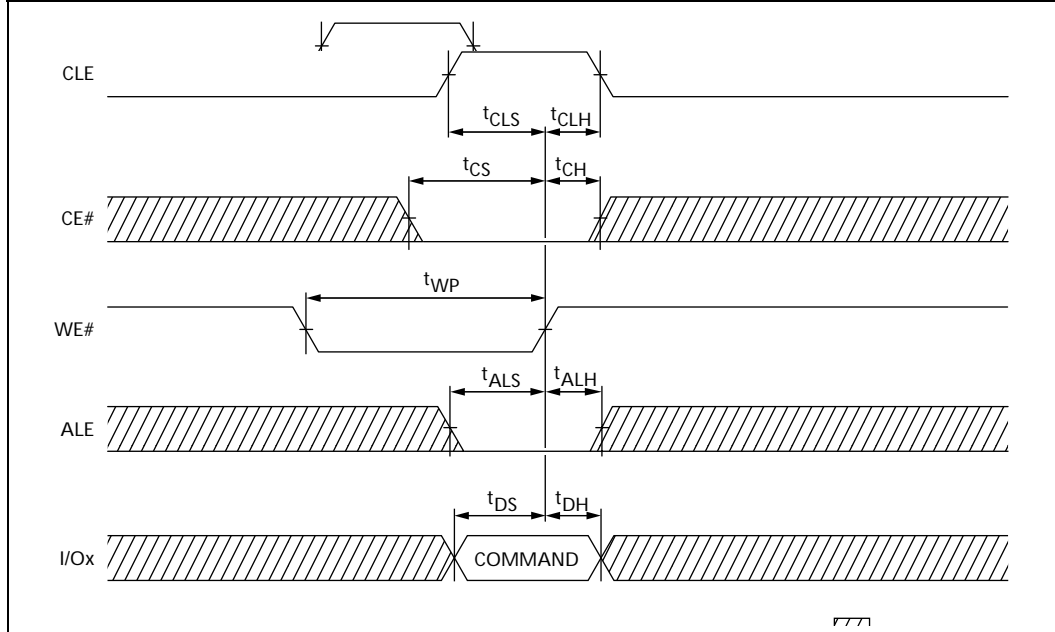 CLE
tCLS tCLH
tCS tCH
CE#
tWP
WE#
tALS tALH
ALE
tDS tDH
I/Ox COMMAND